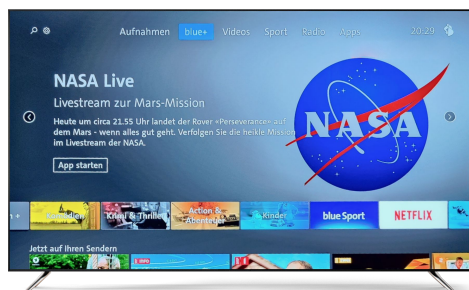 Aufnahmen blue+ Videos Sport Radio Apps 20:29
NASA Live
Livestream zur Mars-Mission
Heute um circa 21.55 Uhr landet der Rover «Perseverance» auf
dem Mars - wenn alles gut geht. Verfolgen Sie die heikle Mission
im Livestream der NASA.
App starten
NASA
Krimi & Thriller
Action &
Abenteuer
Kinder
blue Sport
NETFLIX
Jetzt auf Ihren Sendern